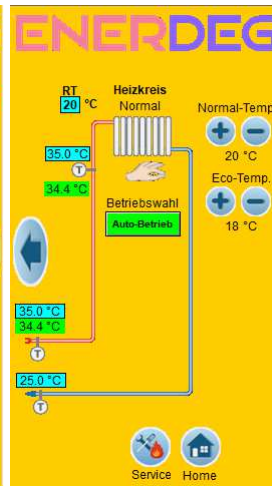 ENERDEG
RT
20 °C
Heizkreis
Normal
Normal-Temp
20 °C
35.0 °C
T
34.4 °C
Eco-Temp.
18 °C
Betriebswahl
Auto-Betrieb
35.0 °C
34.4 °C
T
25.0 °C
T
Service Home